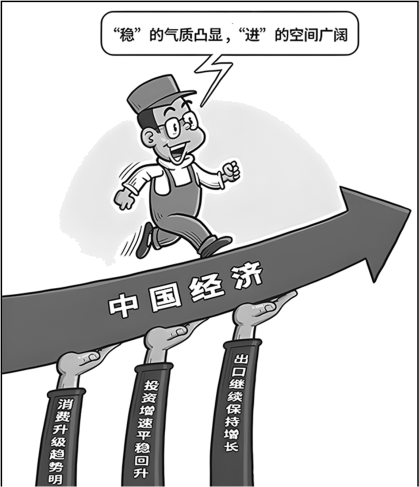 “稳”的气质凸显,“进”的空间广阔
中国经济
消费升级趋势明
投资增速平稳回升
出口继续保持增长